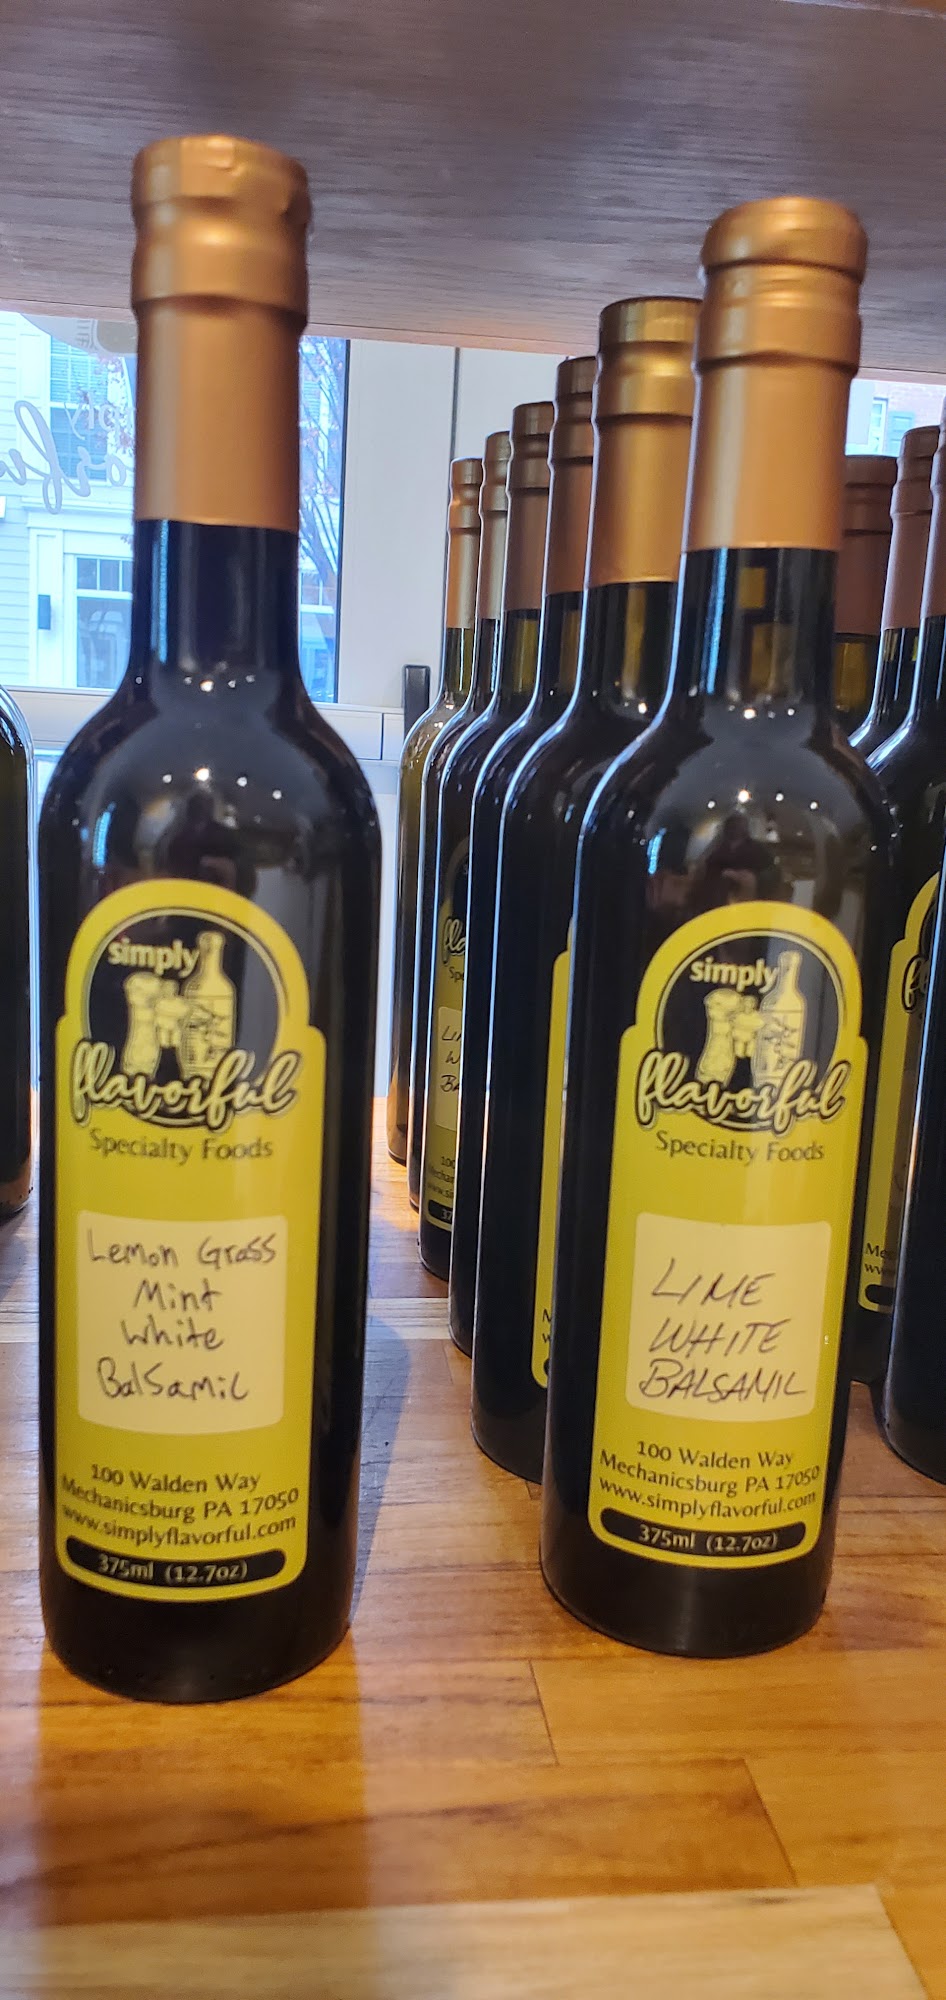 simply
flavorful
Specialty Foods
Lemon Grass
Mint
White
Balsamic
100 Walden Way
Mechanicsburg PA 17050
www.simplyflavorful.com
375ml (12.7oz)
simply
flavorful
Specialty Foods
LIME
WHITE
BALSAMIC
100 Walden Way
Mechanicsburg PA 17050
www.simplyflavorful.com
375ml (12.7oz)